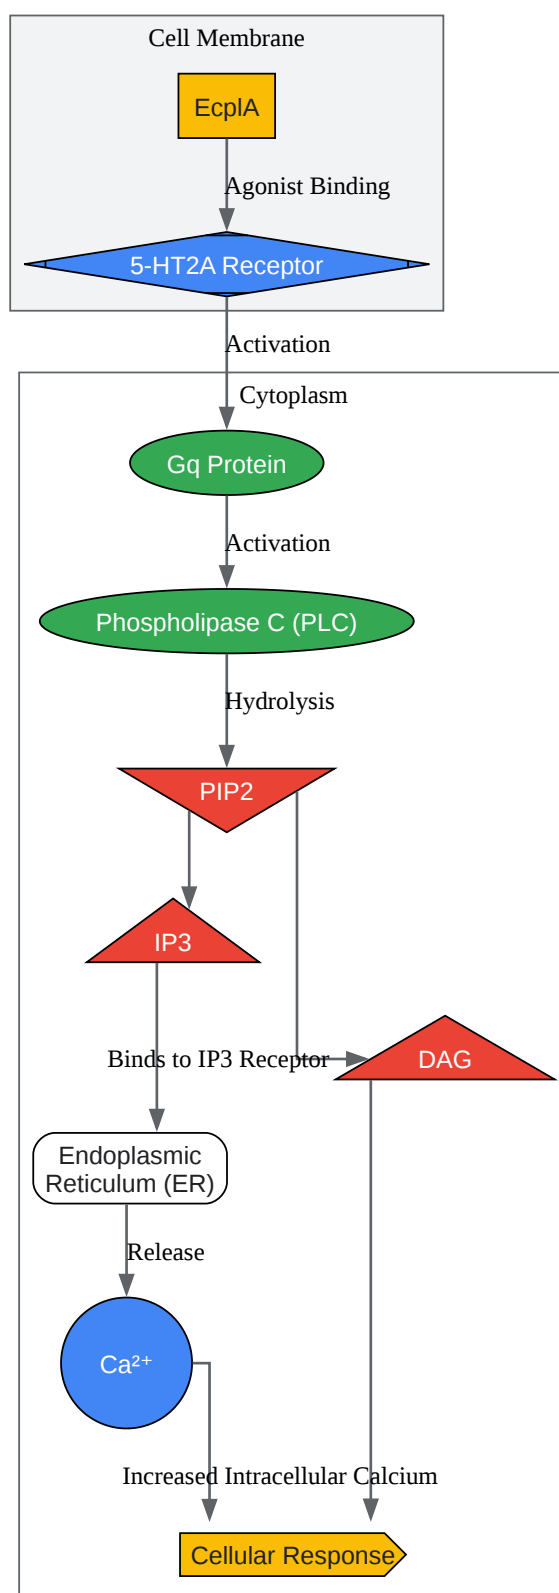 Cell Membrane
EcplA
Agonist Binding
5-HT2A Receptor
Activation
Cytoplasm
Gq Protein
Activation
Phospholipase C (PLC)
Hydrolysis
PIP2
IP3
Binds to IP3 Receptor
DAG
Endoplasmic
Reticulum (ER)
Release
Ca²⁺
Increased Intracellular Calcium
Cellular Response